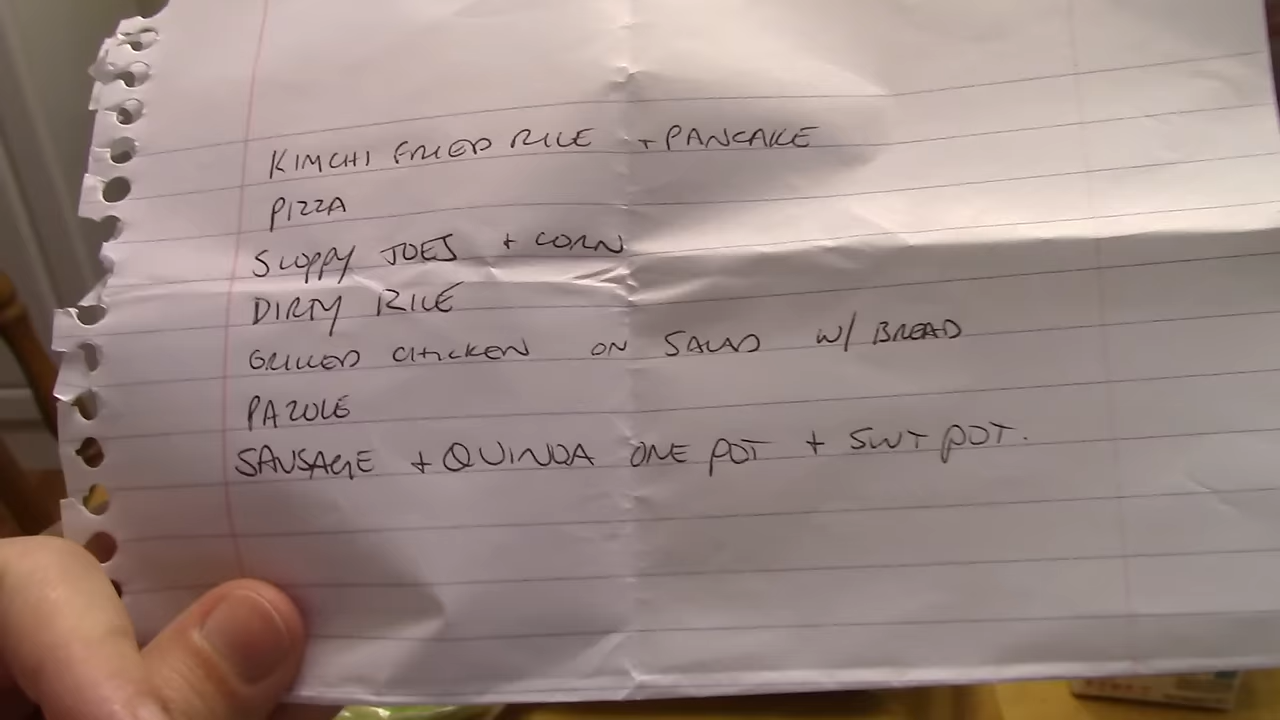 KIMCHI FRIED RICE + PANCAKE
PIZZA
SLOPPY JOES + CORN
DIRTY RICE
GRILLED CHICKEN ON SALAD W/ BREAD
PAZOLE
SAUSAGE + QUINOA ONE POT + SWT POT.